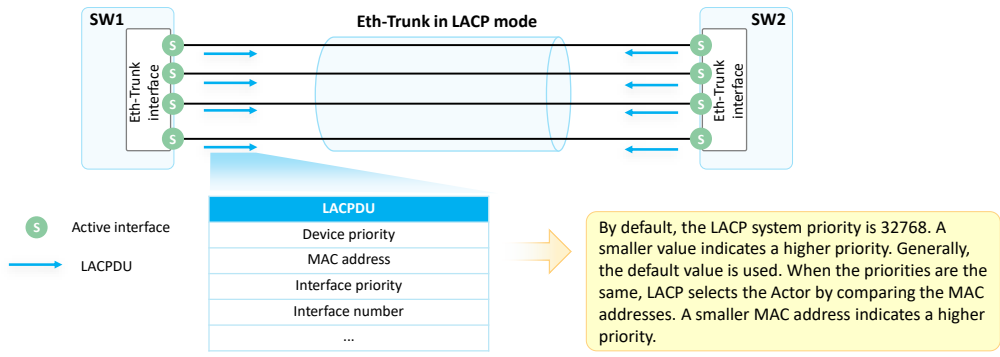 SW1
Eth-Trunk in LACP mode
SW2
Eth-Trunk
interface
S
S
S
S
S
S
S
S
Eth-Trunk
interface
LACPDU
Device priority
MAC address
Interface priority
Interface number
...
S
Active interface
LACPDU
By default, the LACP system priority is 32768. A
smaller value indicates a higher priority. Generally,
the default value is used. When the priorities are the
same, LACP selects the Actor by comparing the MAC
addresses. A smaller MAC address indicates a higher
priority.